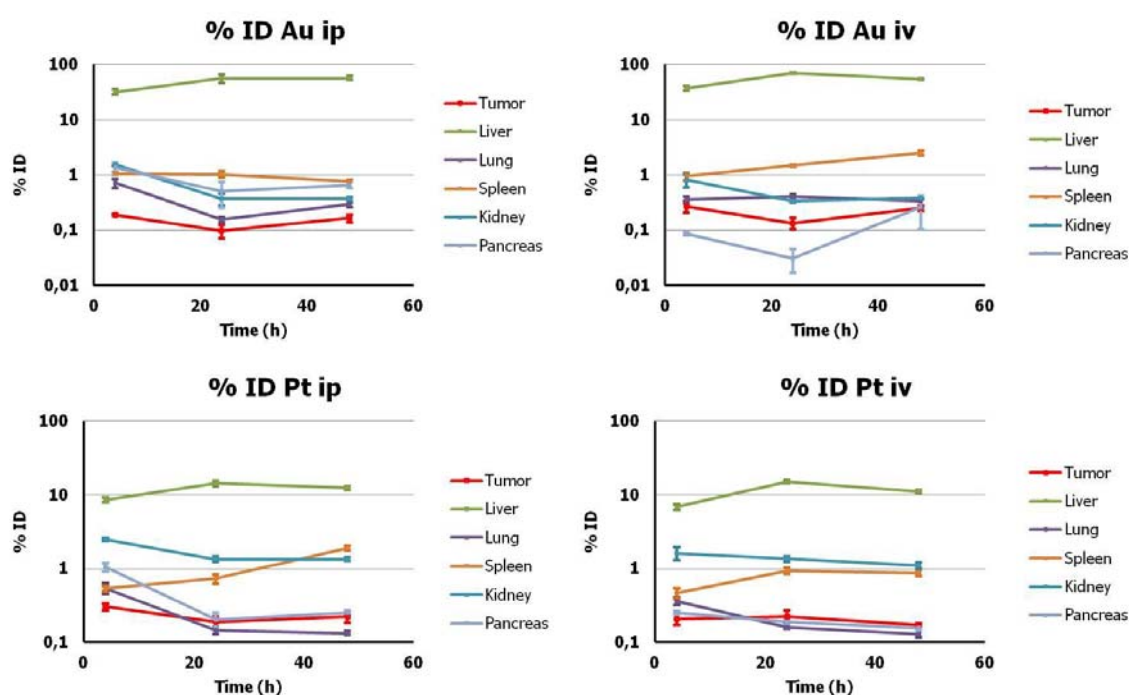 % ID Au ip
% ID
100
10
1
0,1
0,01
0
20
40
60
Time (h)
Tumor
Liver
Lung
Spleen
Kidney
Pancreas
% ID Au iv
% ID
100
10
1
0,1
0,01
0
20
40
60
Time (h)
Tumor
Liver
Lung
Spleen
Kidney
Pancreas
% ID Pt ip
% ID
100
10
1
0,1
0
20
40
60
Time (h)
Tumor
Liver
Lung
Spleen
Kidney
Pancreas
% ID Pt iv
% ID
100
10
1
0,1
0
20
40
60
Time (h)
Tumor
Liver
Lung
Spleen
Kidney
Pancreas